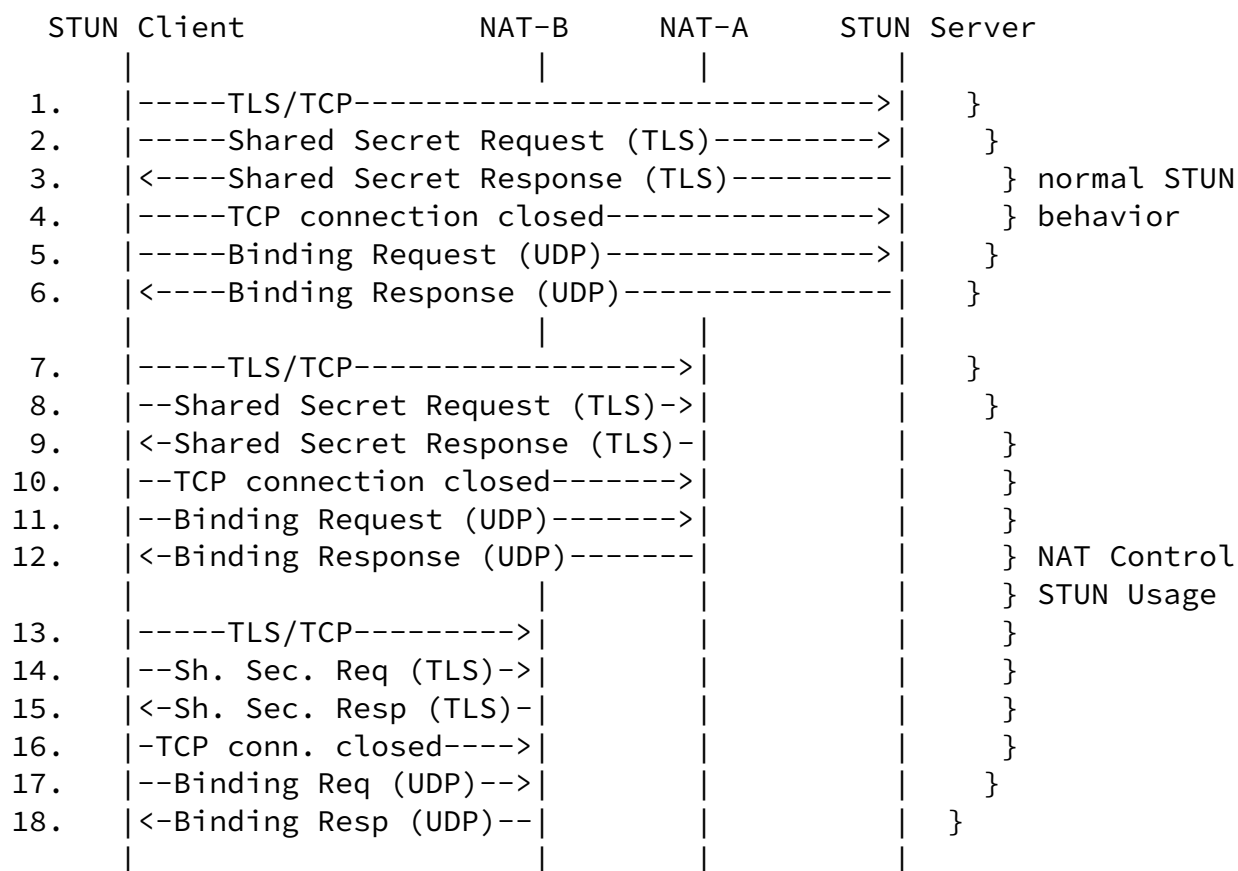 STUN Client              NAT-B     NAT-A     STUN Server
     |                      |        |          |
1.   |-----TLS/TCP----------------------------->|   }
2.   |-----Shared Secret Request (TLS)--------->|    }
3.   |<----Shared Secret Response (TLS)---------|     } normal STUN
4.   |-----TCP connection closed--------------->|     } behavior
5.   |-----Binding Request (UDP)--------------->|    }
6.   |<----Binding Response (UDP)---------------|   }
     |                      |        |          |
7.   |-----TLS/TCP------------------>|          |   }
8.   |--Shared Secret Request (TLS)->|          |    }
9.   |<-Shared Secret Response (TLS)-|          |     }
10.  |--TCP connection closed------->|          |     }
11.  |--Binding Request (UDP)------->|          |     }
12.  |<-Binding Response (UDP)-------|          |     } NAT Control
     |                      |        |          |     } STUN Usage
13.  |-----TLS/TCP--------->|        |          |     }
14.  |--Sh. Sec. Req (TLS)->|        |          |     }
15.  |<-Sh. Sec. Resp (TLS)-|        |          |     }
16.  |-TCP conn. closed---->|        |          |     }
17.  |--Binding Req (UDP)-->|        |          |    }
18.  |<-Binding Resp (UDP)--|        |          |  }
     |                      |        |          |